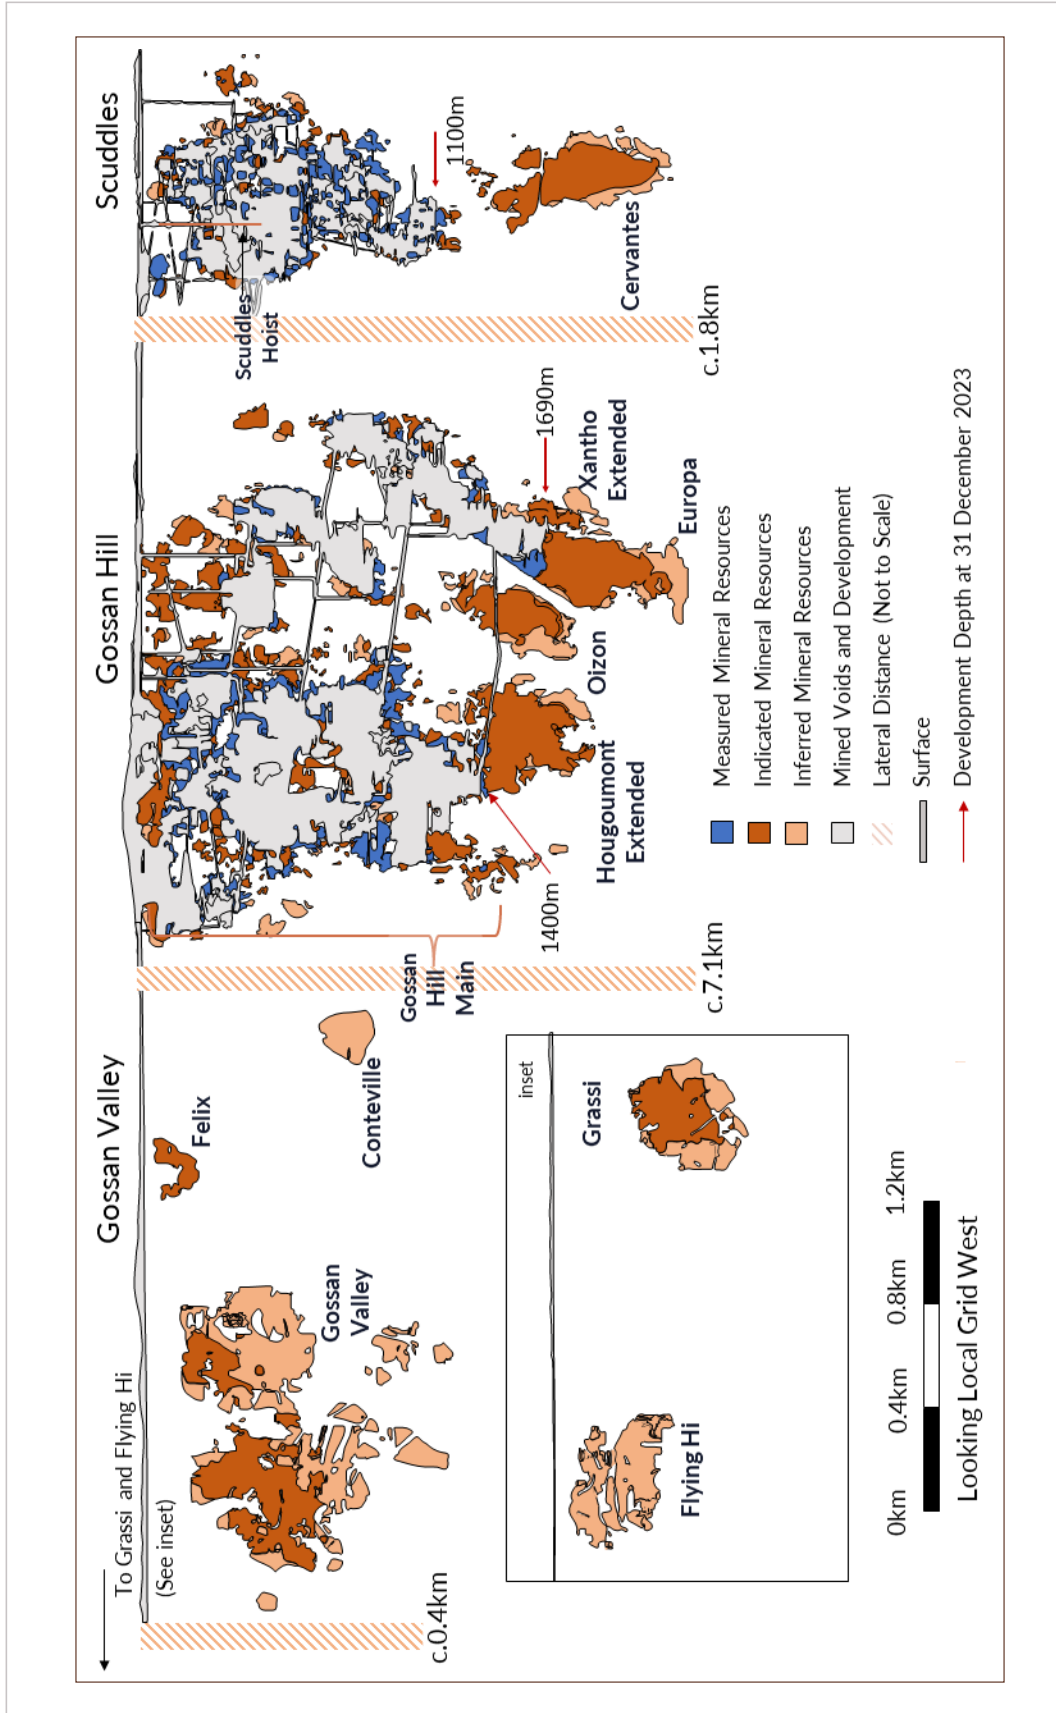 Gossan Valley
Gossan Hill
Scuddles
To Grassi and Flying Hi
(See inset)
Felix
Conteville
Gossan
Valley
c.0.4km
Gossan
Hill
Main
c.7.1km
1400m
Hougoumont
Extended
Oizon
Europa
Xantho
Extended
1690m
Scuddles
Hoist
c.1.8km
Cervantes
1100m
inset
Grassi
Flying Hi
Measured Mineral Resources
Indicated Mineral Resources
Inferred Mineral Resources
Mined Voids and Development
Lateral Distance (Not to Scale)
Surface
Development Depth at 31 December 2023
0km 0.4km 0.8km 1.2km
Looking Local Grid West